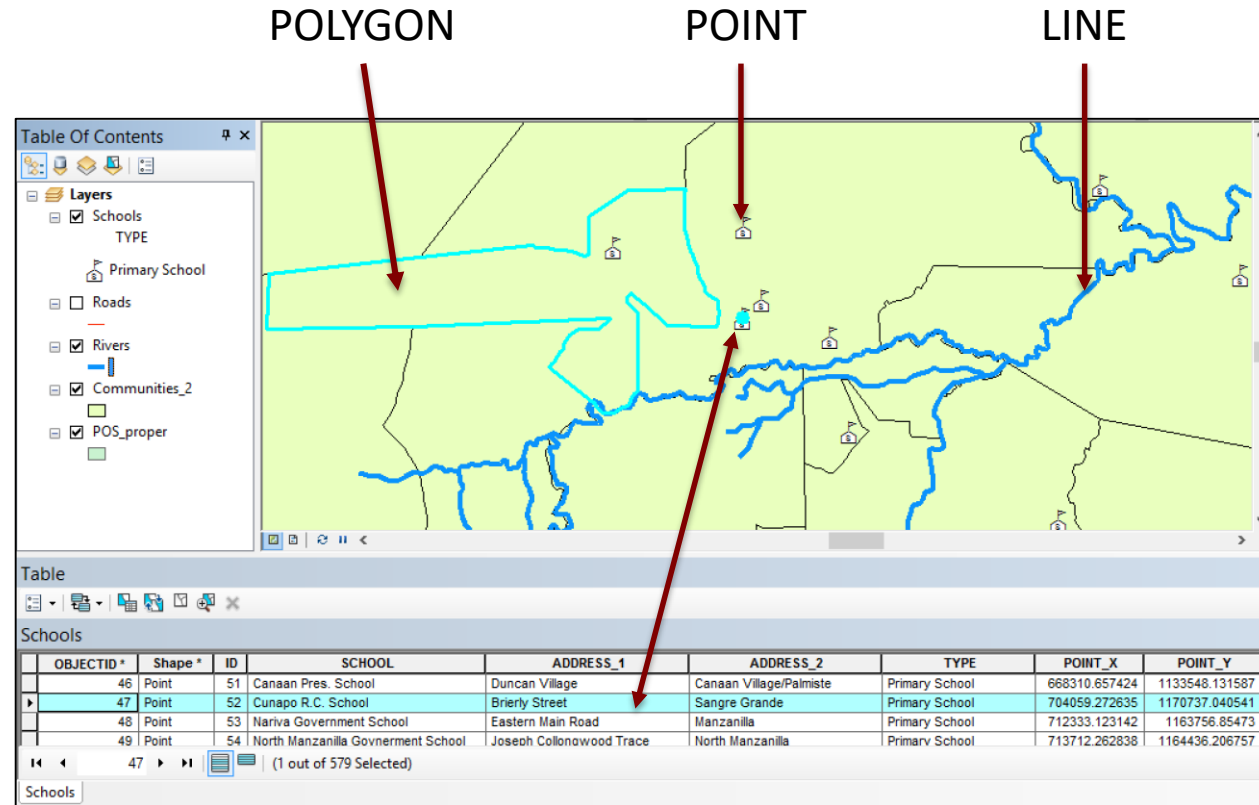 POLYGON POINT LINE
Table Of Contents
Layers
Schools
TYPE
Primary School
Roads
Rivers
Communities_2
POS_proper
Table
Schools
OBJECTID * Shape * ID SCHOOL ADDRESS_1 ADDRESS_2 TYPE POINT_X POINT_Y
46 Point 51 Canaan Pres. School Duncan Village Canaan Village/Palmiste Primary School 668310.657424 1133548.131587
47 Point 52 Cunapo R.C. School Brierly Street Sangre Grande Primary School 704059.272635 1170737.040541
48 Point 53 Nariva Government School Eastern Main Road Manzanilla Primary School 712333.123142 1163756.85473
49 Point 54 North Manzanilla Govnerment School Joseph Collongwood Trace North Manzanilla Primary School 713712.262838 1164436.206757
47 (1 out of 579 Selected)
Schools